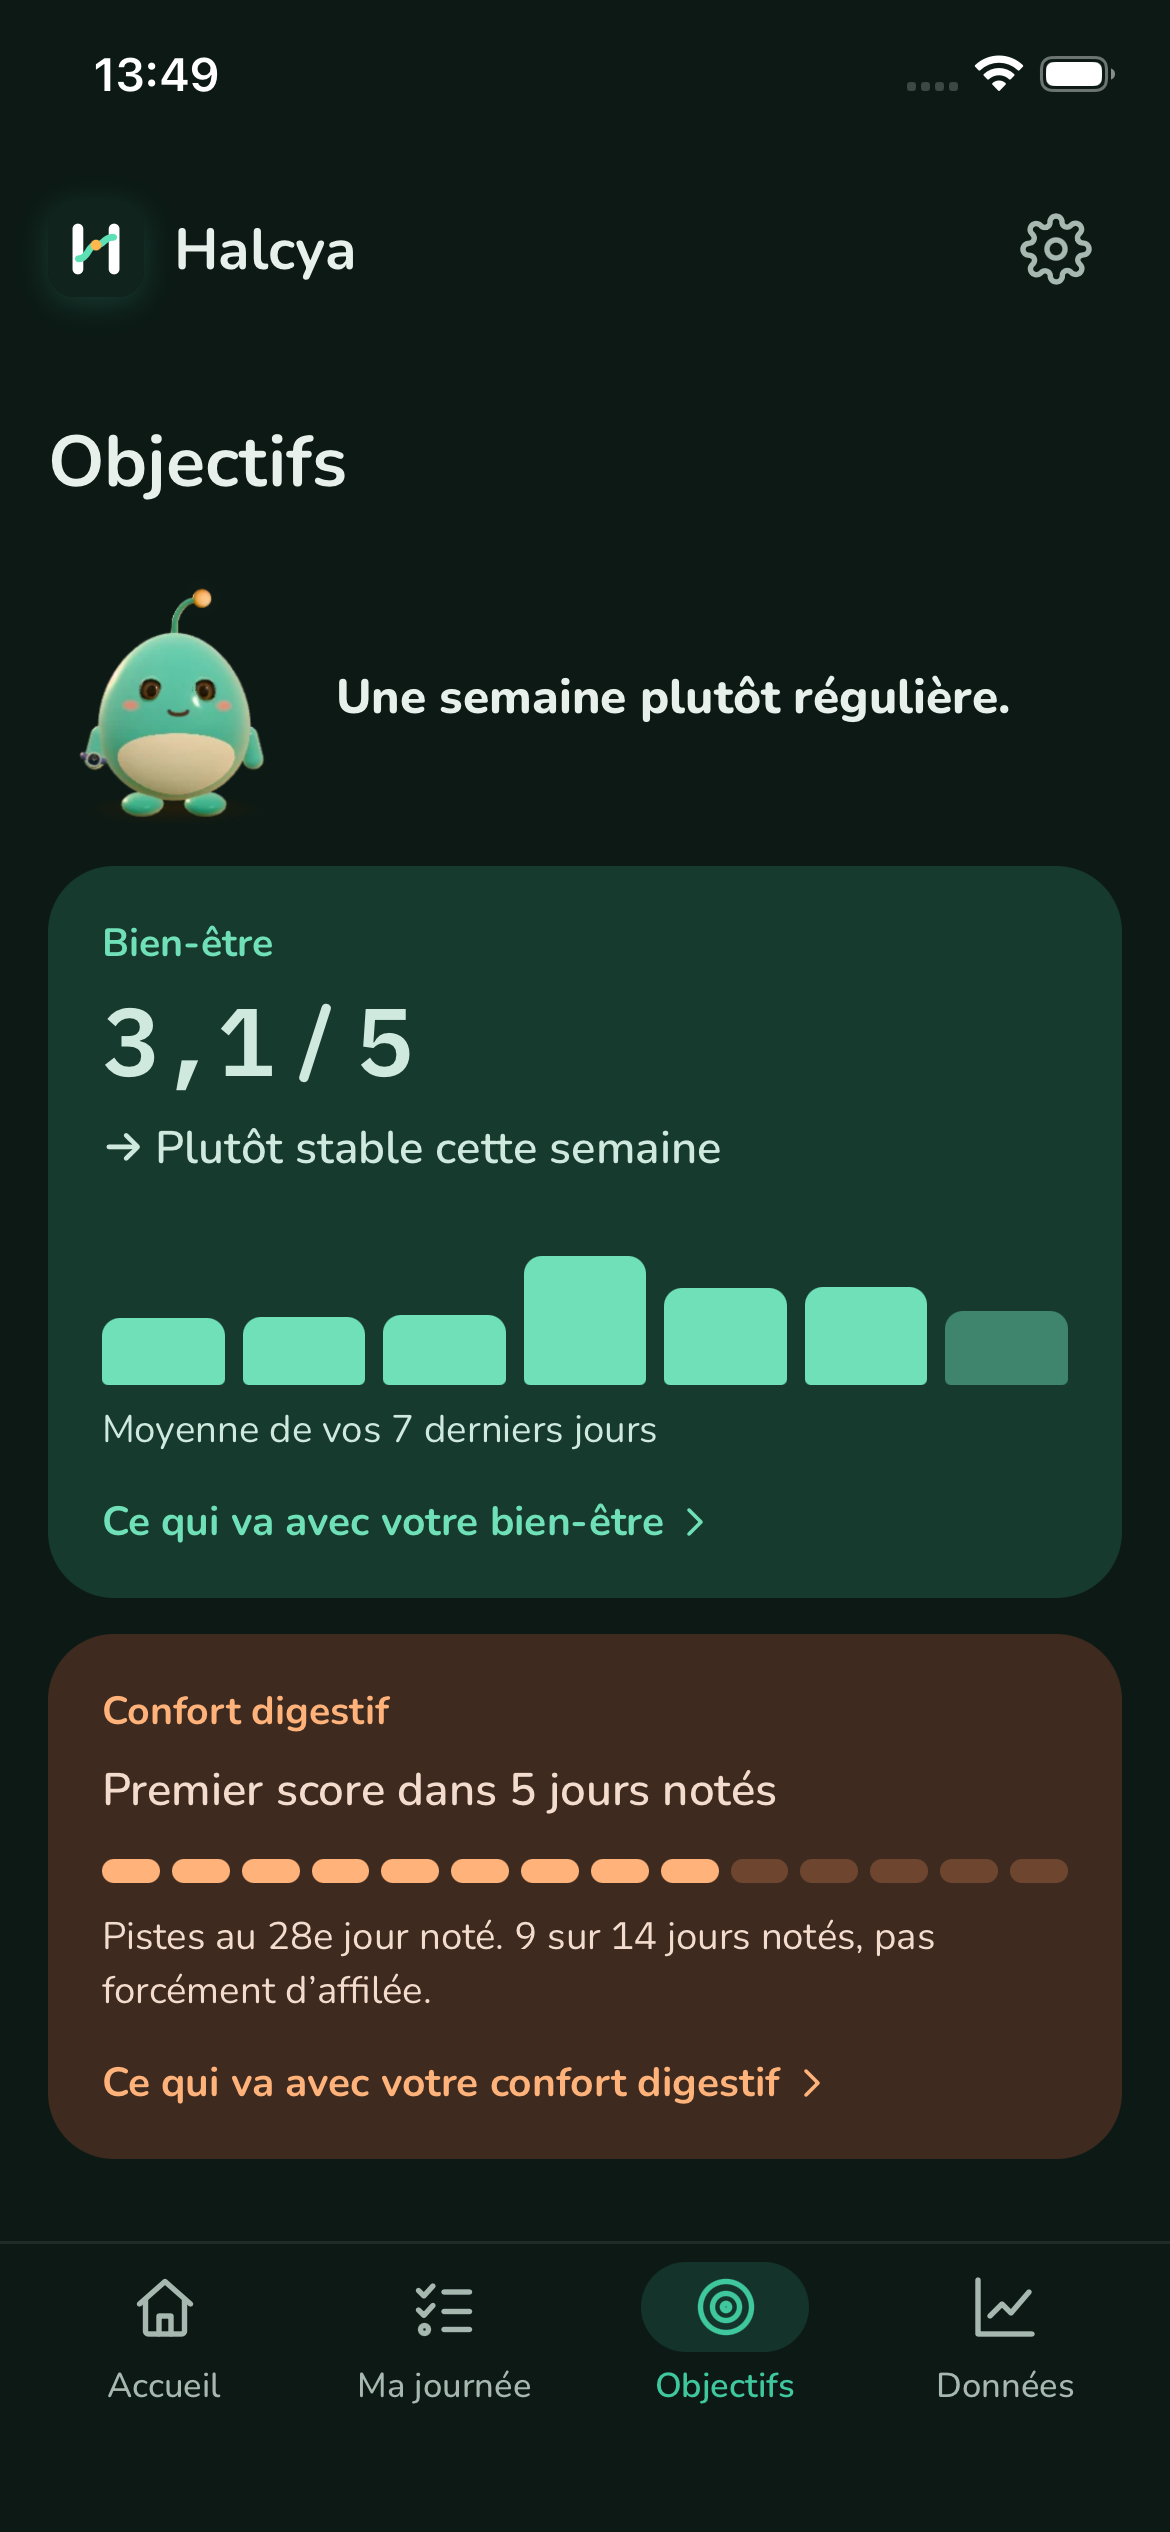 13:49
Halcya
Objectifs
Une semaine plutôt régulière.
Bien-être
3,1/5
→ Plutôt stable cette semaine
Moyenne de vos 7 derniers jours
Ce qui va avec votre bien-être >
Confort digestif
Premier score dans 5 jours notés
Pistes au 28e jour noté. 9 sur 14 jours notés, pas
forcément d’affilée.
Ce qui va avec votre confort digestif >
Accueil
Ma journée
Objectifs
Données